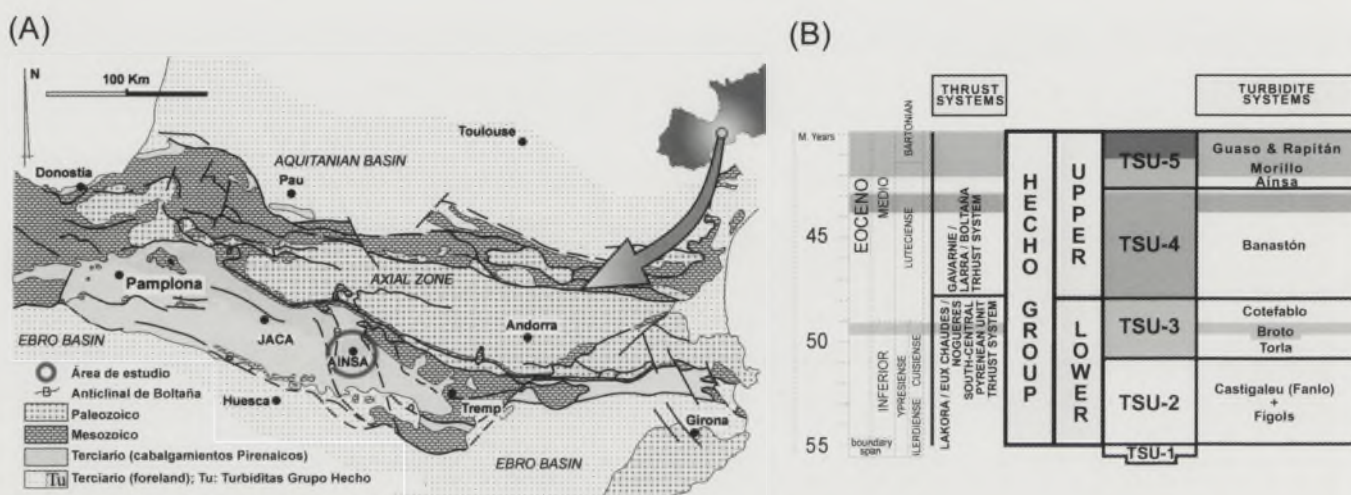 (A)
N
100 Km
Toulouse
AQUITANIAN BASIN
Donostia
Pau
AXIAL ZONE
Pamplona
JACA
Andorra
EBRO BASIN
AINSA
Área de estudio
Anticlinal de Boltaña
Huesca
Tremp
Paleozoico
Girona
Mesozoico
Terciario (cabalgamientos Pirenaicos)
EBRO BASIN
Tu Terciario (foreland); Tu: Turbiditas Grupo Hecho
(B)
THRUST
SYSTEMS
TURBIDITE
SYSTEMS
M. Years
45
50
55
EOCENO
MEDIO
INFERIOR
boundary
span
BARTONIAN
LUTECIENSE
YPRESIENSE
CUISIENSE
ILERDIENSE
GAVARNIE /
LARRA / BOLTAÑA
TRHUST SYSTEM
LAKORA / EUX CHAUDES /
NOGUERES
SOUTH-CENTRAL
PYRENEAN UNIT
TRHUST SYSTEM
HECHO GROUP
UPPER
LOWER
TSU-5
TSU-4
TSU-3
TSU-2
TSU-1
Guaso & Rapitán
Morillo
Ainsa
Banastón
Cotefablo
Broto
Torla
Castigaleu (Fanlo)
+
Figols